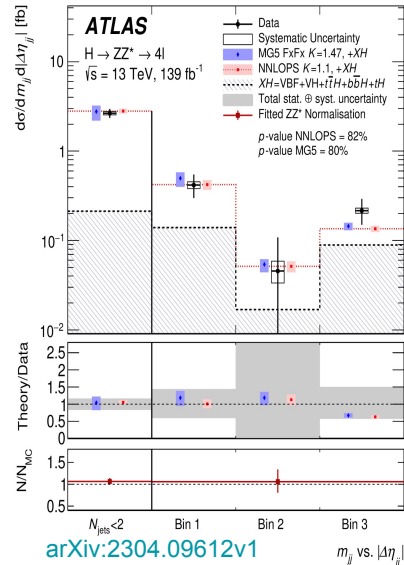 dσ/dm_jj d|Δη_jj| [fb]
ATLAS
H → ZZ* → 4l
√s = 13 TeV, 139 fb⁻¹
Data
Systematic Uncertainty
MG5 FxFx K=1.47, +XH
NNLOPS K=1.1, +XH
XH=VBF+VH+tt̄H+bb̄H+tH
Total stat. ⊕ syst. uncertainty
Fitted ZZ* Normalisation
p-value NNLOPS = 82%
p-value MG5 = 80%
10
1
10⁻¹
10⁻²
Theory/Data
2.5
2
1.5
1
0.5
0
N/N_MC
1.5
1
0.5
N_jets<2 Bin 1 Bin 2 Bin 3
arXiv:2304.09612v1
m_jj vs. |Δη_jj|